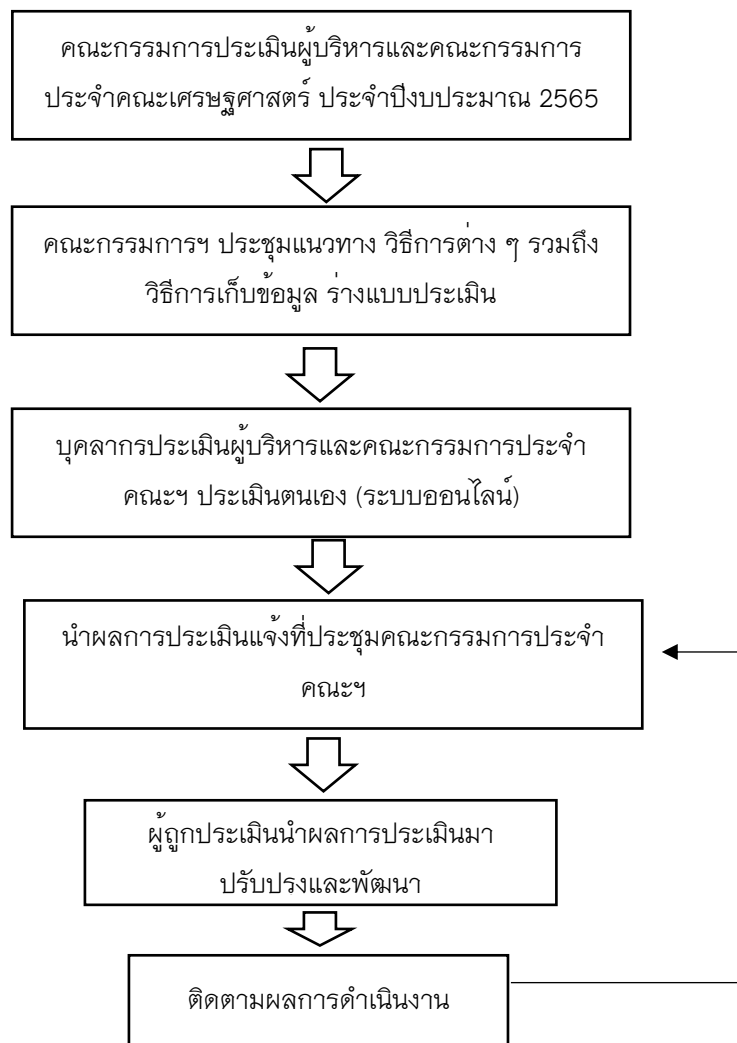 คณะกรรมการประเมินผู้บริหารและคณะกรรมการ
ประจำคณะเศรษฐศาสตร์ ประจำปีงบประมาณ 2565
คณะกรรมการฯ ประชุมแนวทาง วิธีการต่าง ๆ รวมถึง
วิธีการเก็บข้อมูล ร่างแบบประเมิน
บุคลากรประเมินผู้บริหารและคณะกรรมการประจำ
คณะฯ ประเมินตนเอง (ระบบออนไลน์)
นำผลการประเมินแจ้งที่ประชุมคณะกรรมการประจำ
คณะฯ
ผู้ถูกประเมินนำผลการประเมินมา
ปรับปรงและพัฒนา
ติดตามผลการดำเนินงาน